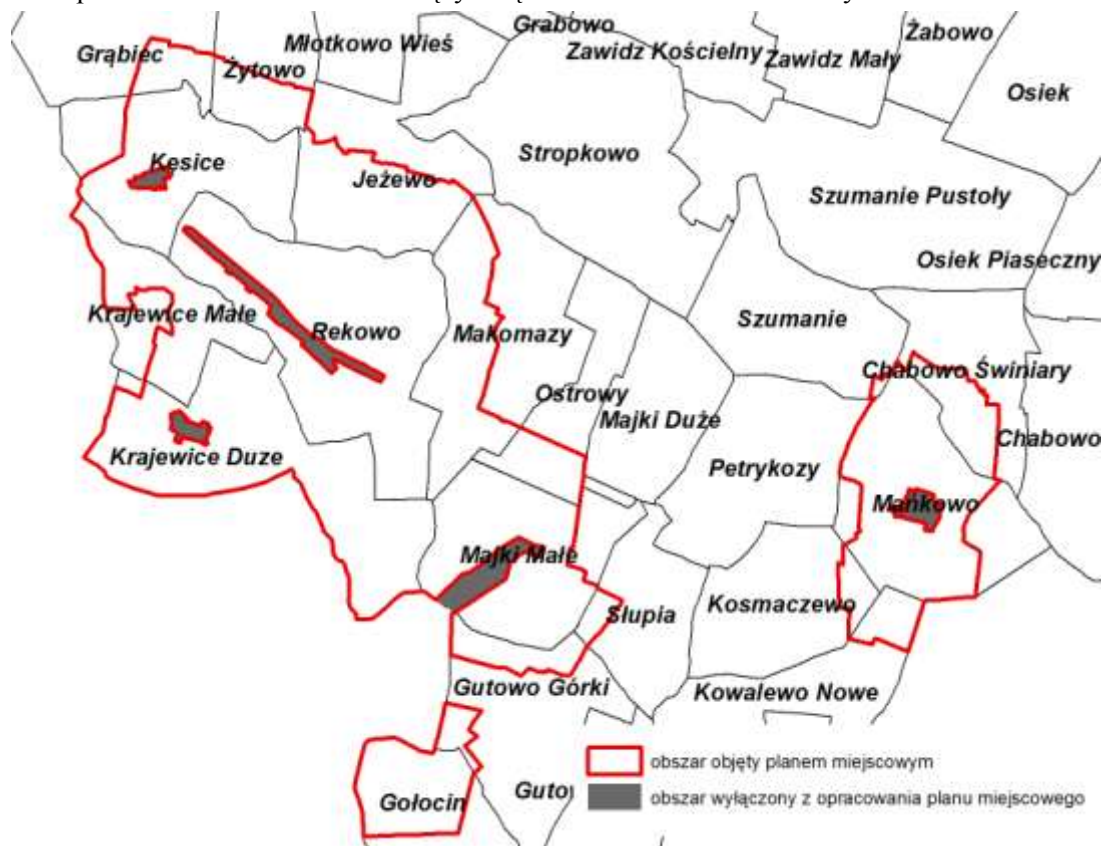 Grabowo
Młotkowo Wieś
Żabowo
Grąbiec
Zawidz Kościelny
Zawidz Mały
Żytowo
Osiek
Kęsice
Stropkowo
Jeżewo
Szumanie Pustoły
Osiek Piaseczny
Krajewice Małe
Rękowo
Makomazy
Szumanie
Chabowo Świniary
Ostrowy
Majki Duże
Chabowo
Krajewice Duże
Petrykozy
Mańkowo
Majki Małe
Słupia
Kosmaczewo
Gutowo Górki
Kowalewo Nowe
obszar objęty planem miejscowym
Gołocin
Guto
obszar wyłączony z opracowania planu miejscowego